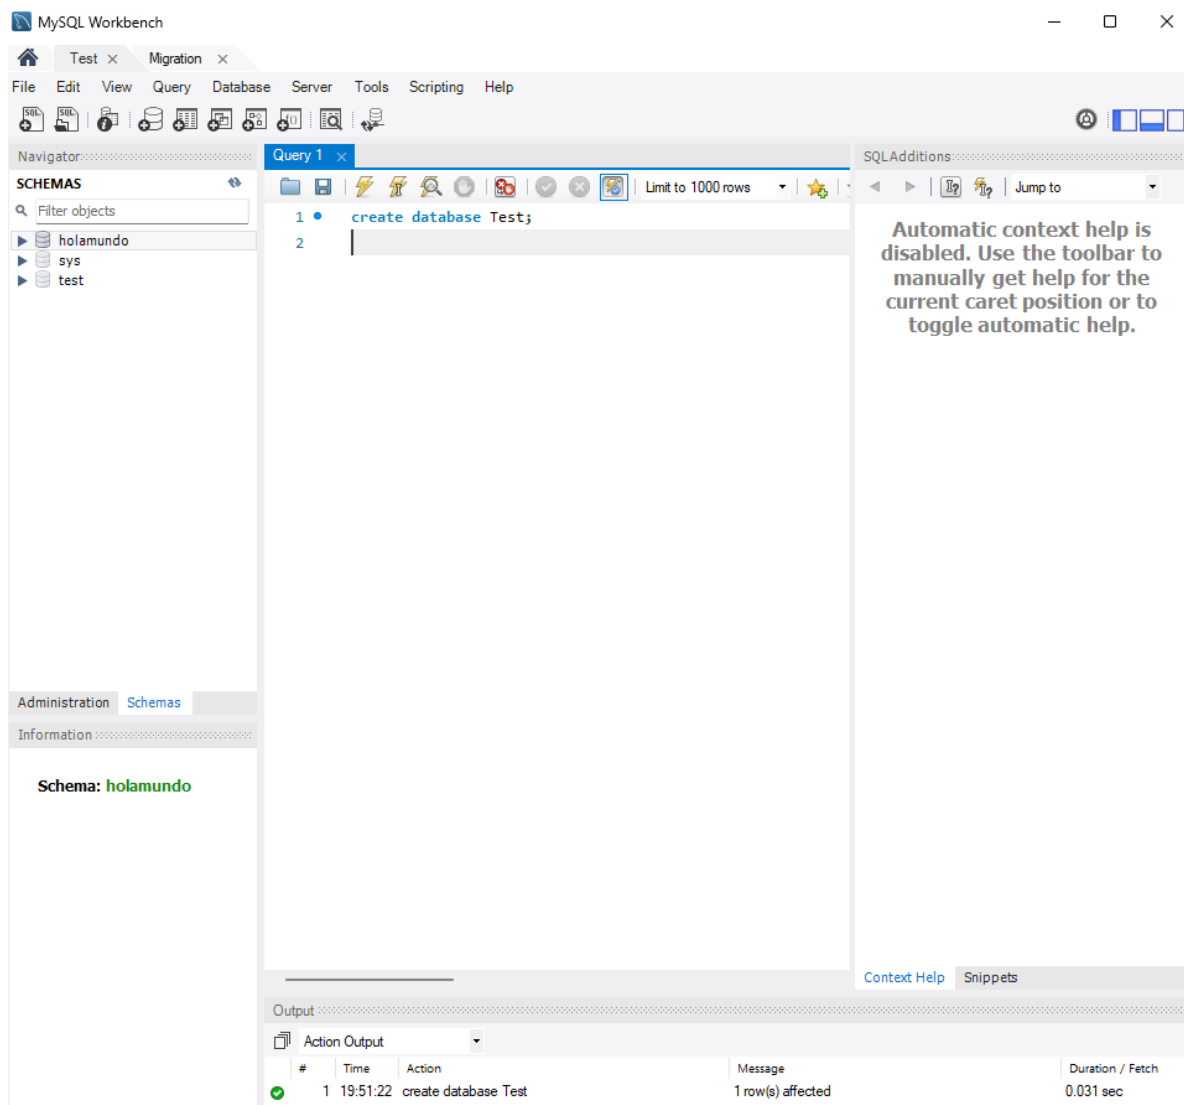 MySQL Workbench
Test Migration
File Edit View Query Database Server Tools Scripting Help
Navigator
SCHEMAS
Filter objects
holamundo
sys
test
Administration Schemas
Information
Schema: holamundo
Query 1
Limit to 1000 rows
1 create database Test;
2
SQLAdditions
Jump to
Automatic context help is
disabled. Use the toolbar to
manually get help for the
current caret position or to
toggle automatic help.
Context Help Snippets
Output
Action Output
# Time Action Message Duration / Fetch
1 19:51:22 create database Test 1 row(s) affected 0.031 sec